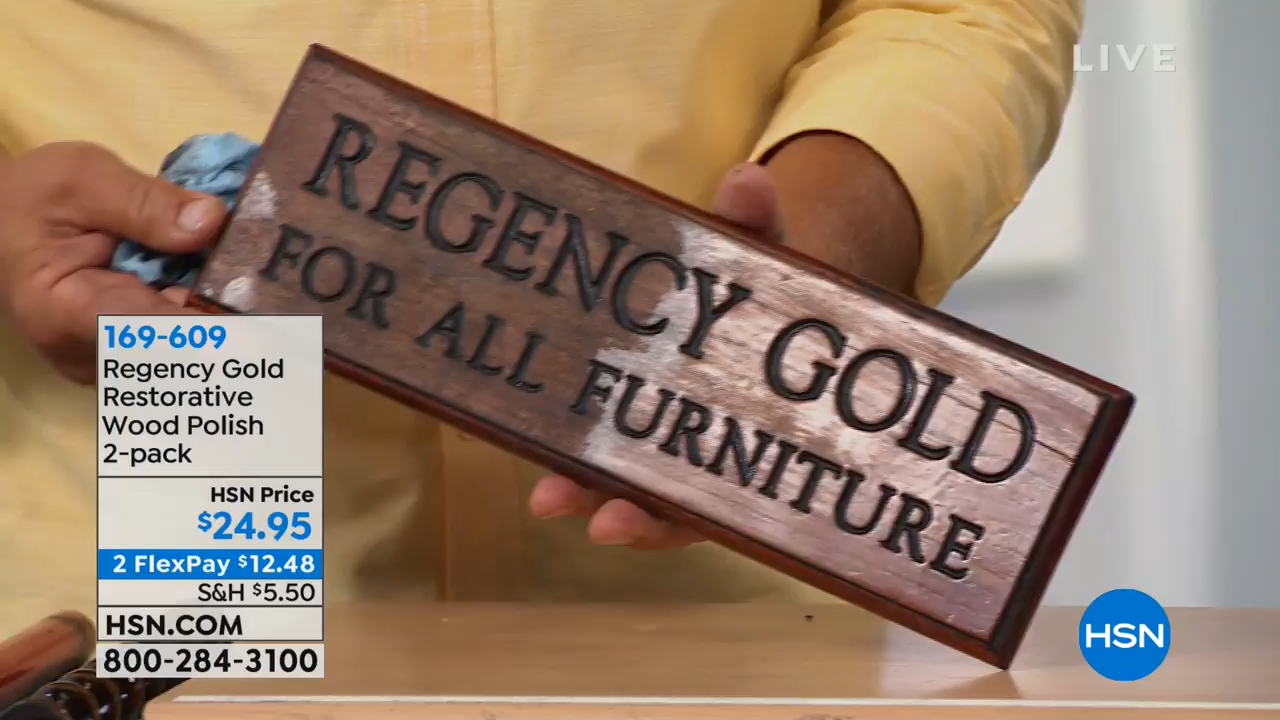 LIVE
REGENCY GOLD
FOR ALL FURNITURE
169-609
Regency Gold
Restorative
Wood Polish
2-pack
HSN Price
$24.95
2 FlexPay $12.48
S&H $5.50
HSN.COM
800-284-3100
HSN